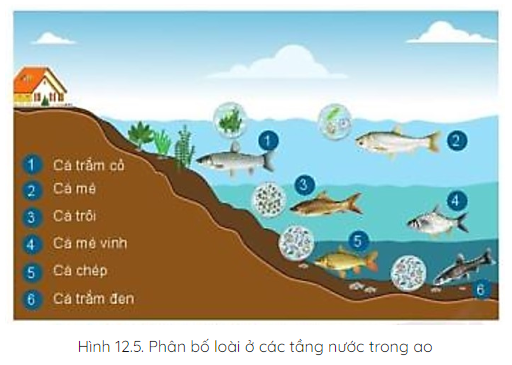 1 Cá trắm cỏ
2 Cá mè
3 Cá trôi
4 Cá mè vinh
5 Cá chép
6 Cá trắm đen
1
2
3
4
5
6
Hình 12.5. Phân bố loài ở các tầng nước trong ao